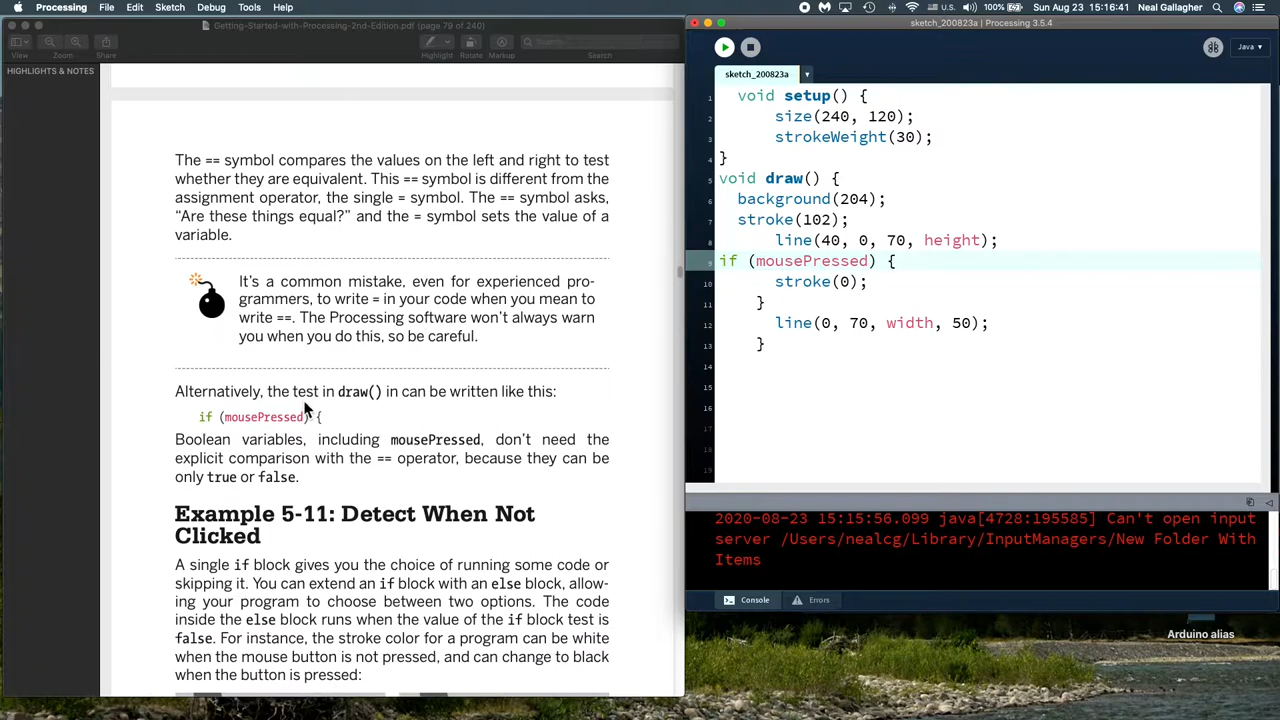 Processing File Edit Sketch Debug Tools Help
U.S. 100% Sun Aug 23 15:16:41 Neal Gallagher
Getting-Started-with-Processing-2nd-Edition.pdf (page 79 of 240)
View Zoom Share Highlight Rotate Markup Search
Search
HIGHLIGHTS & NOTES
The == symbol compares the values on the left and right to test
whether they are equivalent. This == symbol is different from the
assignment operator, the single = symbol. The == symbol asks,
“Are these things equal?” and the = symbol sets the value of a
variable.
It’s a common mistake, even for experienced pro-
grammers, to write = in your code when you mean to
write ==. The Processing software won’t always warn
you when you do this, so be careful.
Alternatively, the test in draw() in can be written like this:
if (mousePressed) {
Boolean variables, including mousePressed, don’t need the
explicit comparison with the == operator, because they can be
only true or false.
Example 5-11: Detect When Not
Clicked
A single if block gives you the choice of running some code or
skipping it. You can extend an if block with an else block, allow-
ing your program to choose between two options. The code
inside the else block runs when the value of the if block test is
false. For instance, the stroke color for a program can be white
when the mouse button is not pressed, and can change to black
when the button is pressed:
sketch_200823a | Processing 3.5.4
Java
sketch_200823a
1 void setup() {
2 size(240, 120);
3 strokeWeight(30);
4 }
5 void draw() {
6 background(204);
7 stroke(102);
8 line(40, 0, 70, height);
9 if (mousePressed) {
10 stroke(0);
11 }
12 line(0, 70, width, 50);
13 }
14
15
16
17
18
19
2020-08-23 15:15:56.099 java[4728:195585] Can't open input
server /Users/nealcg/Library/InputManagers/New Folder With
Items
Console Errors
Arduino alias